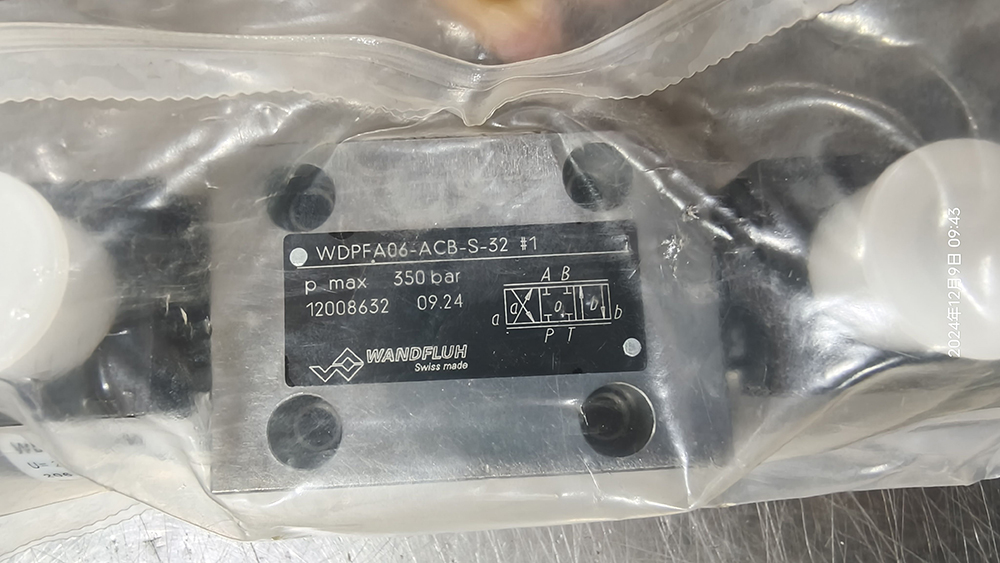 WDPFA06-ACB-S-32 #1
p max 350 bar
12008632 09.24
A B
a a 0 b b
P T
WANDFLUH
Swiss made
2024年12月9日 09:43